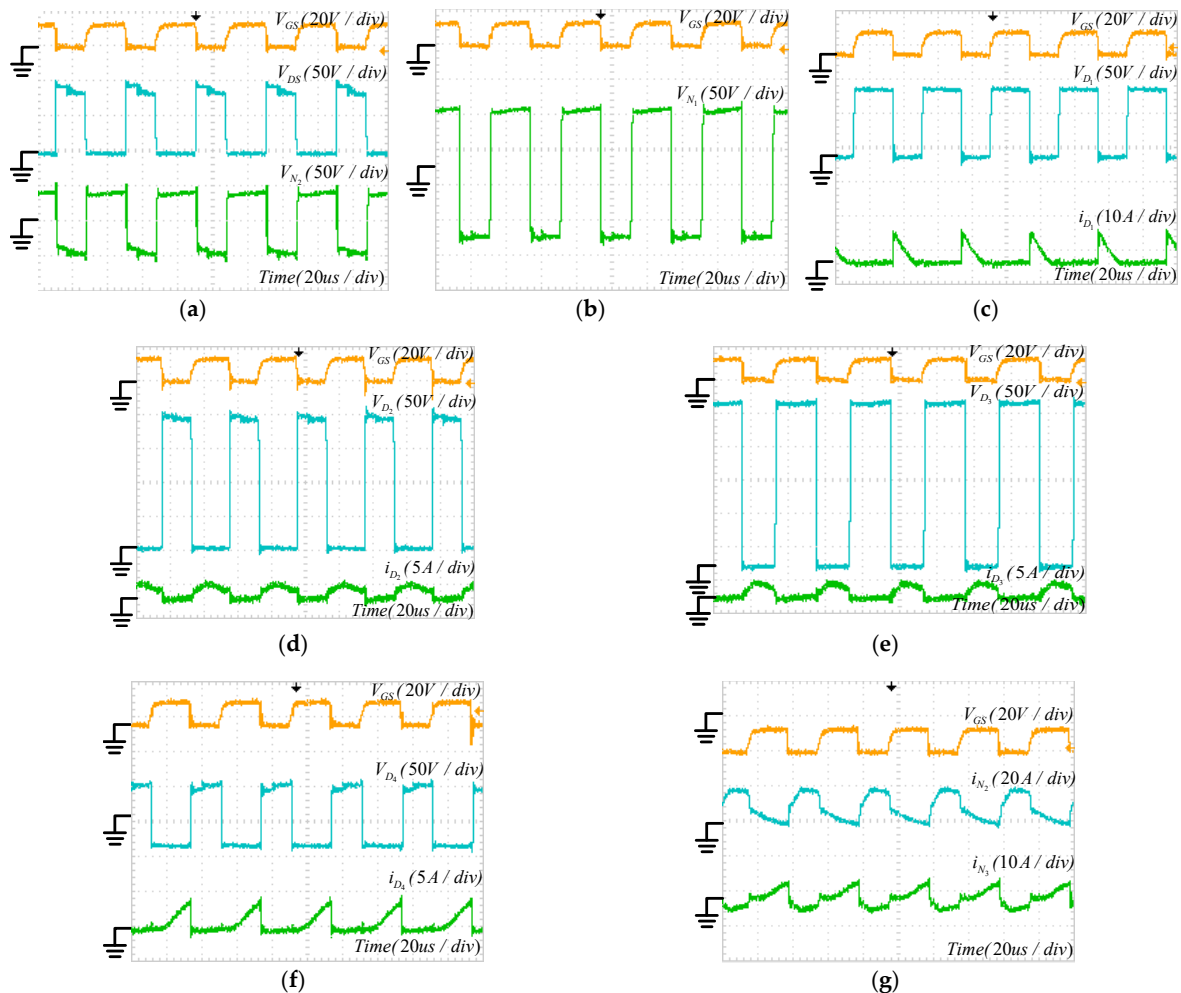 V_GS (20V / div)
V_DS (50V / div)
V_N2 (50V / div)
Time(20us / div)
(a)
V_GS (20V / div)
V_N1 (50V / div)
Time(20us / div)
(b)
V_GS (20V / div)
V_D1 (50V / div)
i_D1 (10A / div)
Time(20us / div)
(c)
V_GS (20V / div)
V_D2 (50V / div)
i_D2 (5A / div)
Time(20us / div)
(d)
V_GS (20V / div)
V_D3 (50V / div)
i_D3 (5A / div)
Time(20us / div)
(e)
V_GS (20V / div)
V_D4 (50V / div)
i_D4 (5A / div)
Time(20us / div)
(f)
V_GS (20V / div)
i_N2 (20A / div)
i_N3 (10A / div)
Time(20us / div)
(g)